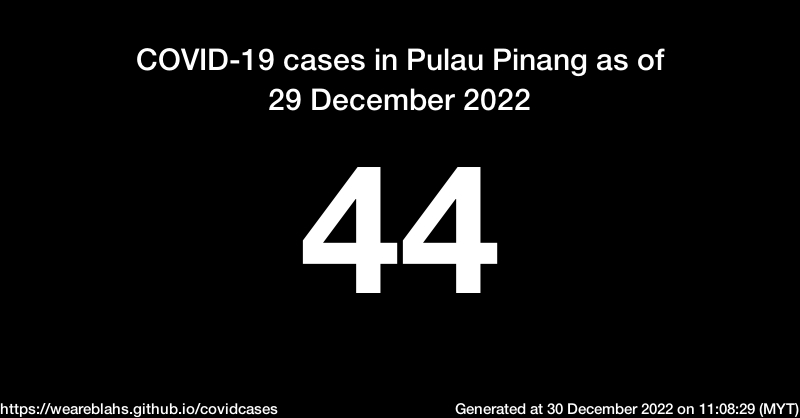 COVID-19 cases in Pulau Pinang as of
29 December 2022
44
https://weareblahs.github.io/covidcases
Generated at 30 December 2022 on 11:08:29 (MYT)